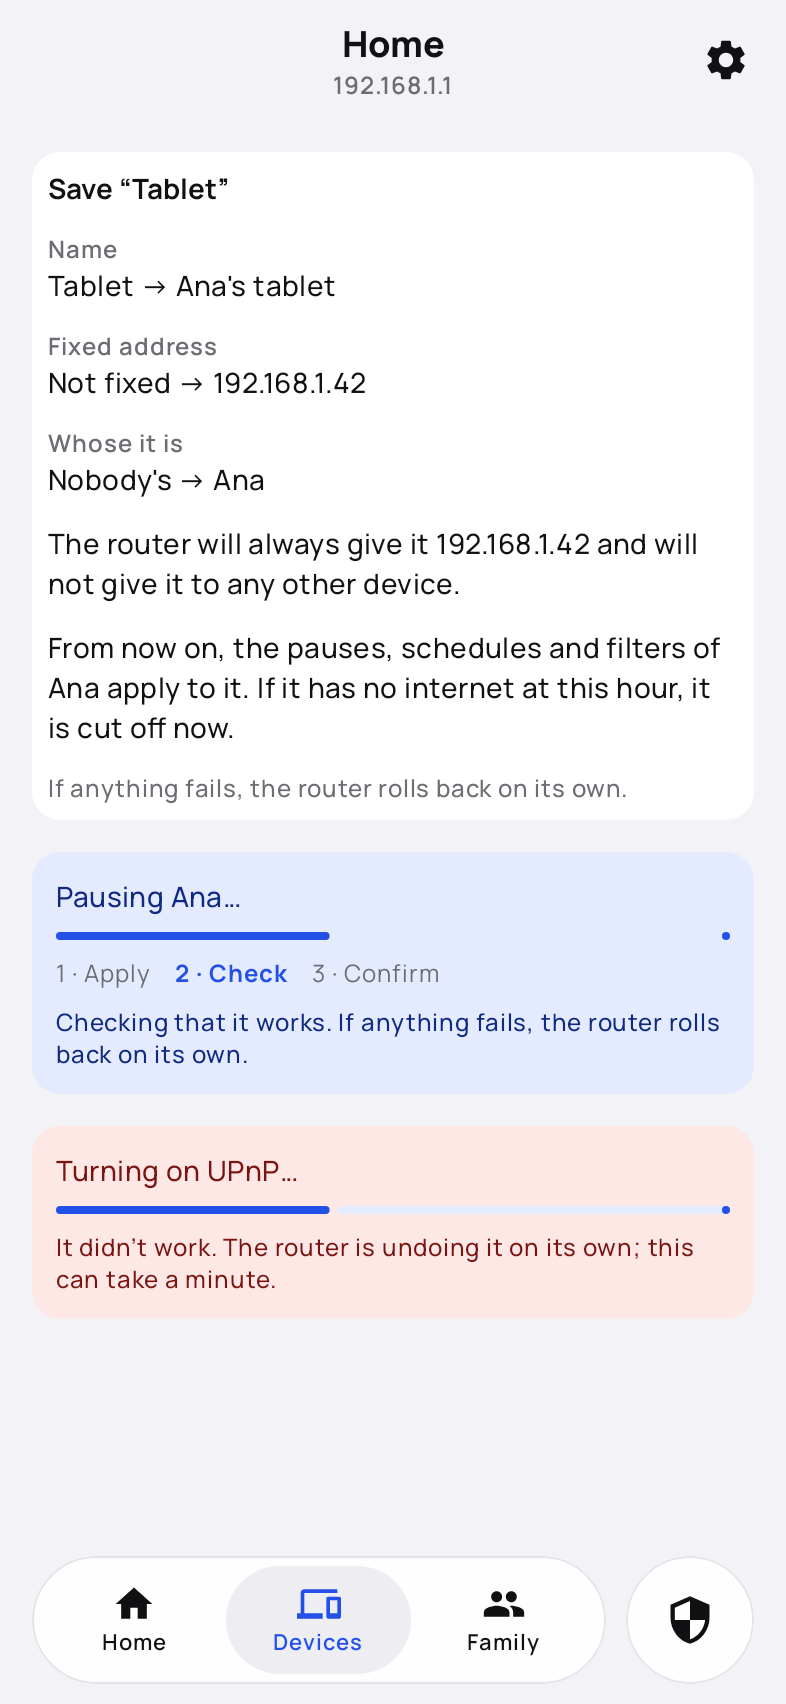 Home
192.168.1.1
Save “Tablet”
Name
Tablet → Ana's tablet
Fixed address
Not fixed → 192.168.1.42
Whose it is
Nobody's → Ana
The router will always give it 192.168.1.42 and will
not give it to any other device.
From now on, the pauses, schedules and filters of
Ana apply to it. If it has no internet at this hour, it
is cut off now.
If anything fails, the router rolls back on its own.
Pausing Ana…
1 · Apply 2 · Check 3 · Confirm
Checking that it works. If anything fails, the router rolls
back on its own.
Turning on UPnP…
It didn’t work. The router is undoing it on its own; this
can take a minute.
Home Devices Family